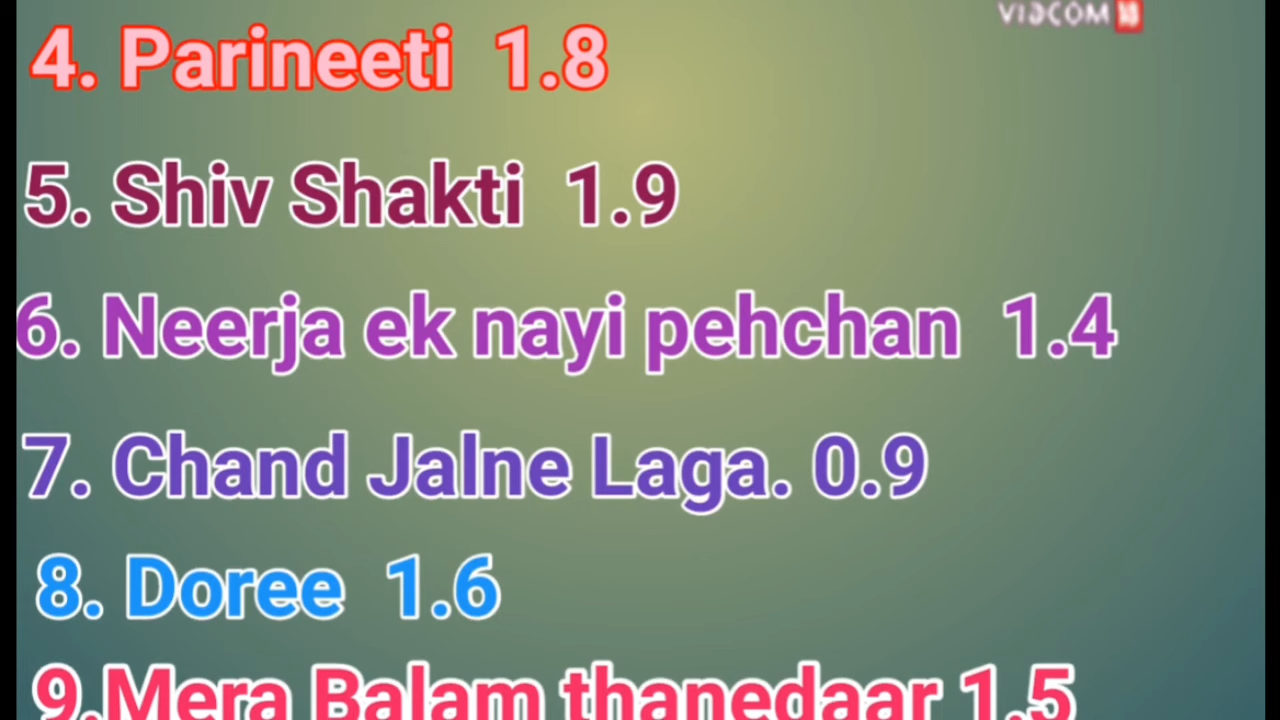 VIACOM 18
4. Parineeti 1.8
5. Shiv Shakti 1.9
6. Neerja ek nayi pehchan 1.4
7. Chand Jalne Laga. 0.9
8. Doree 1.6
9.Mera Balam thanedaar 1.5